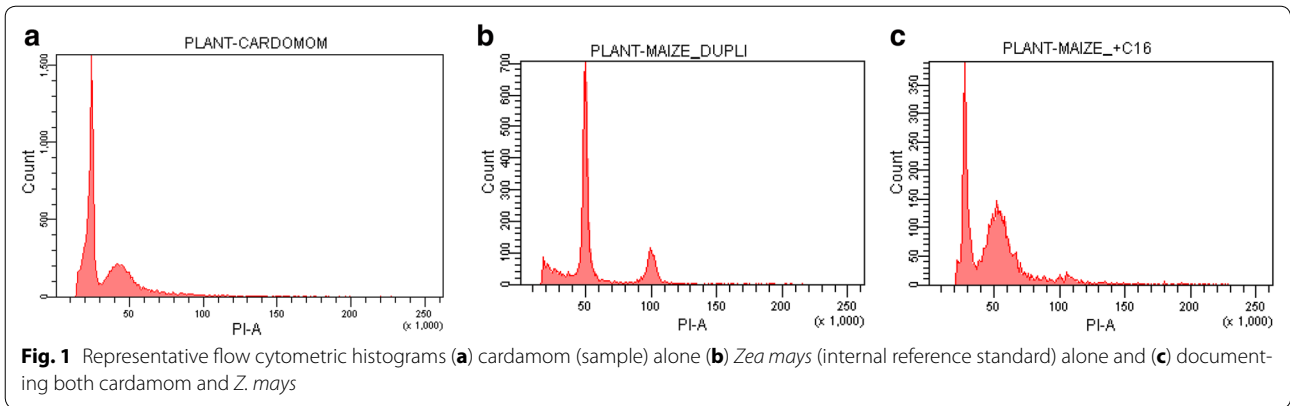 a
PLANT-CARDOMOM
Count
1,500
1,000
500
0
50 100 150 200 250
(x 1,000)
PI-A
b
PLANT-MAIZE_DUPLI
Count
700
600
500
400
300
200
100
0
50 100 150 200 250
(x 1,000)
PI-A
c
PLANT-MAIZE_+C16
Count
350
300
250
200
150
100
50
0
50 100 150 200 250
(x 1,000)
PI-A
Fig. 1 Representative flow cytometric histograms (a) cardamom (sample) alone (b) Zea mays (internal reference standard) alone and (c) document-
ing both cardamom and Z. mays